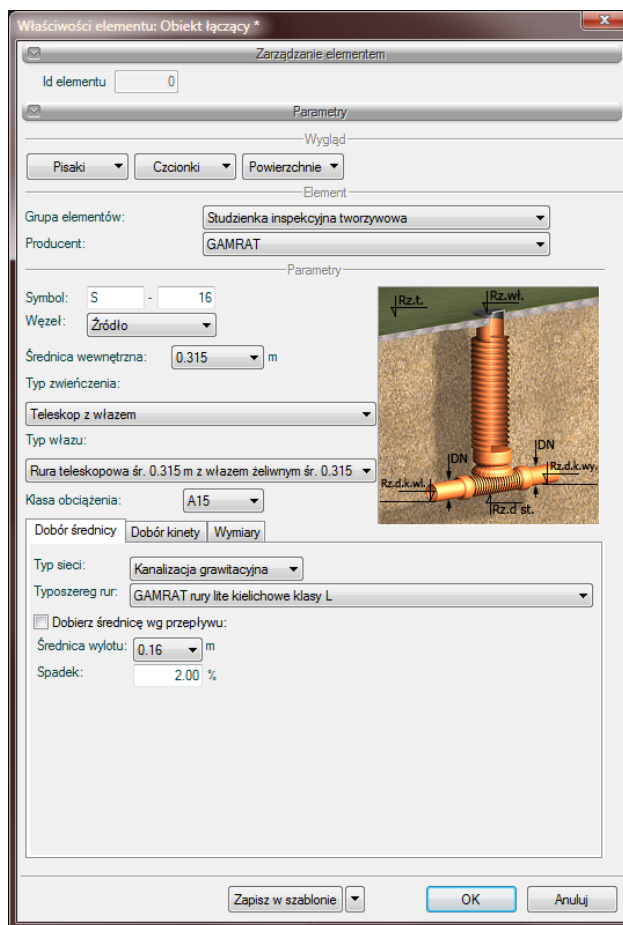 Właściwości elementu: Obiekt łączący *
Zarządzanie elementem
Id elementu 0
Parametry
Wygląd
Pisaki Czcionki Powierzchnie
Element
Grupa elementów: Studzienka inspekcyjna tworzywowa
Producent: GAMRAT
Parametry
Symbol: S - 16
Węzeł: Źródło
Średnica wewnętrzna: 0.315 m
Typ zwieńczenia:
Teleskop z włazem
Typ włazu:
Rura teleskopowa śr. 0.315 m z włazem żeliwnym śr. 0.315
Klasa obciążenia: A15
Rz.t. Rz.wł.
DN DN
Rz.d.k.wl. Rz.d.k.wy.
Rz.d st.
Dobór średnicy Dobór kinety Wymiary
Typ sieci: Kanalizacja grawitacyjna
Typoszereg rur: GAMRAT rury lite kielichowe klasy L
Dobierz średnicę wg przepływu:
Średnica wylotu: 0.16 m
Spadek: 2.00 %
Zapisz w szablonie OK Anuluj